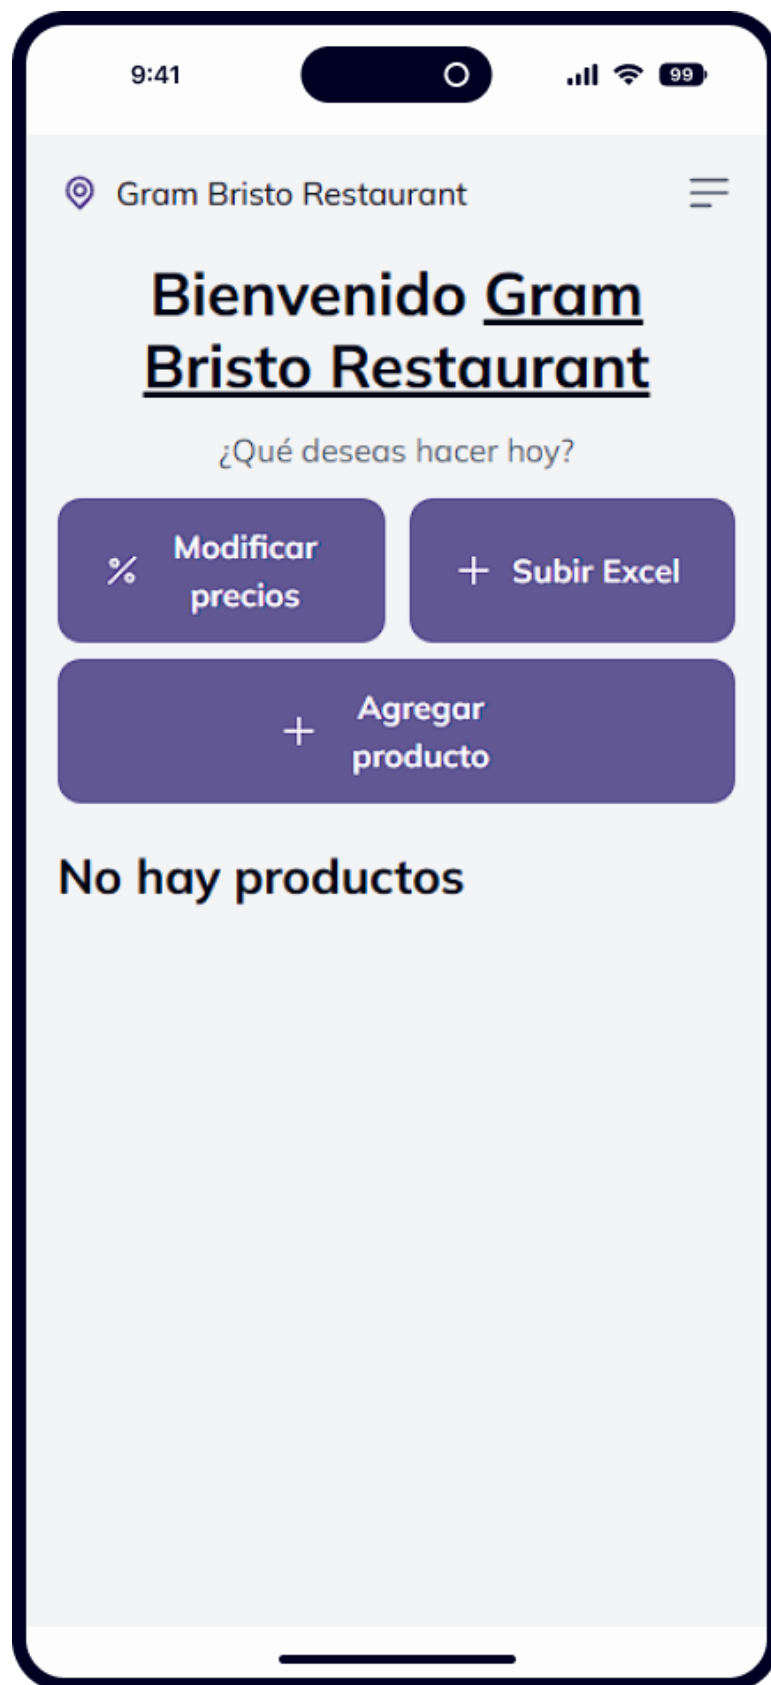 9:41
99
Gram Bristo Restaurant
Bienvenido Gram
Bristo Restaurant
¿Qué deseas hacer hoy?
% Modificar
precios
+ Subir Excel
+ Agregar
producto
No hay productos